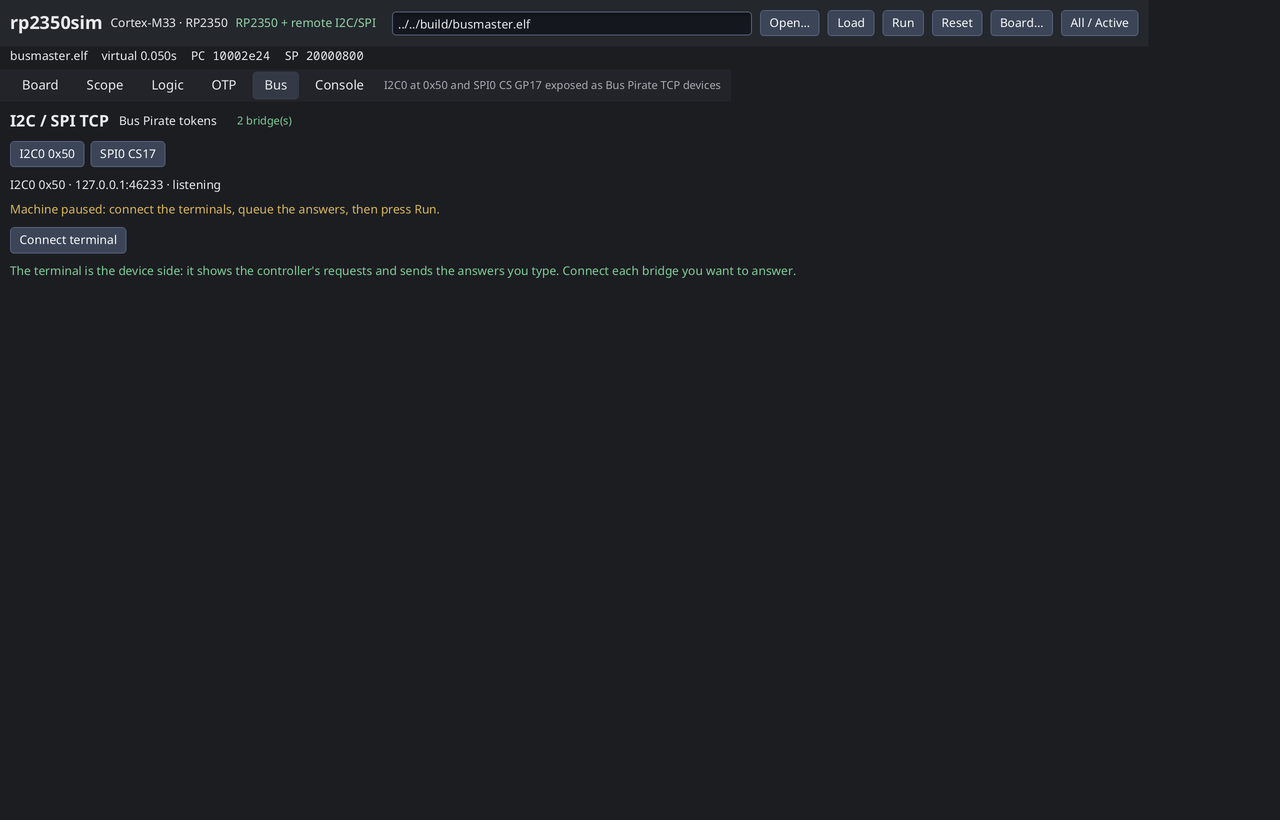 rp2350sim Cortex-M33 · RP2350 RP2350 + remote I2C/SPI ../../build/busmaster.elf Open... Load Run Reset Board... All / Active
busmaster.elf virtual 0.050s PC 10002e24 SP 20000800
Board Scope Logic OTP Bus Console I2C0 at 0x50 and SPI0 CS GP17 exposed as Bus Pirate TCP devices
I2C / SPI TCP Bus Pirate tokens 2 bridge(s)
I2C0 0x50 SPI0 CS17
I2C0 0x50 · 127.0.0.1:46233 · listening
Machine paused: connect the terminals, queue the answers, then press Run.
Connect terminal
The terminal is the device side: it shows the controller's requests and sends the answers you type. Connect each bridge you want to answer.